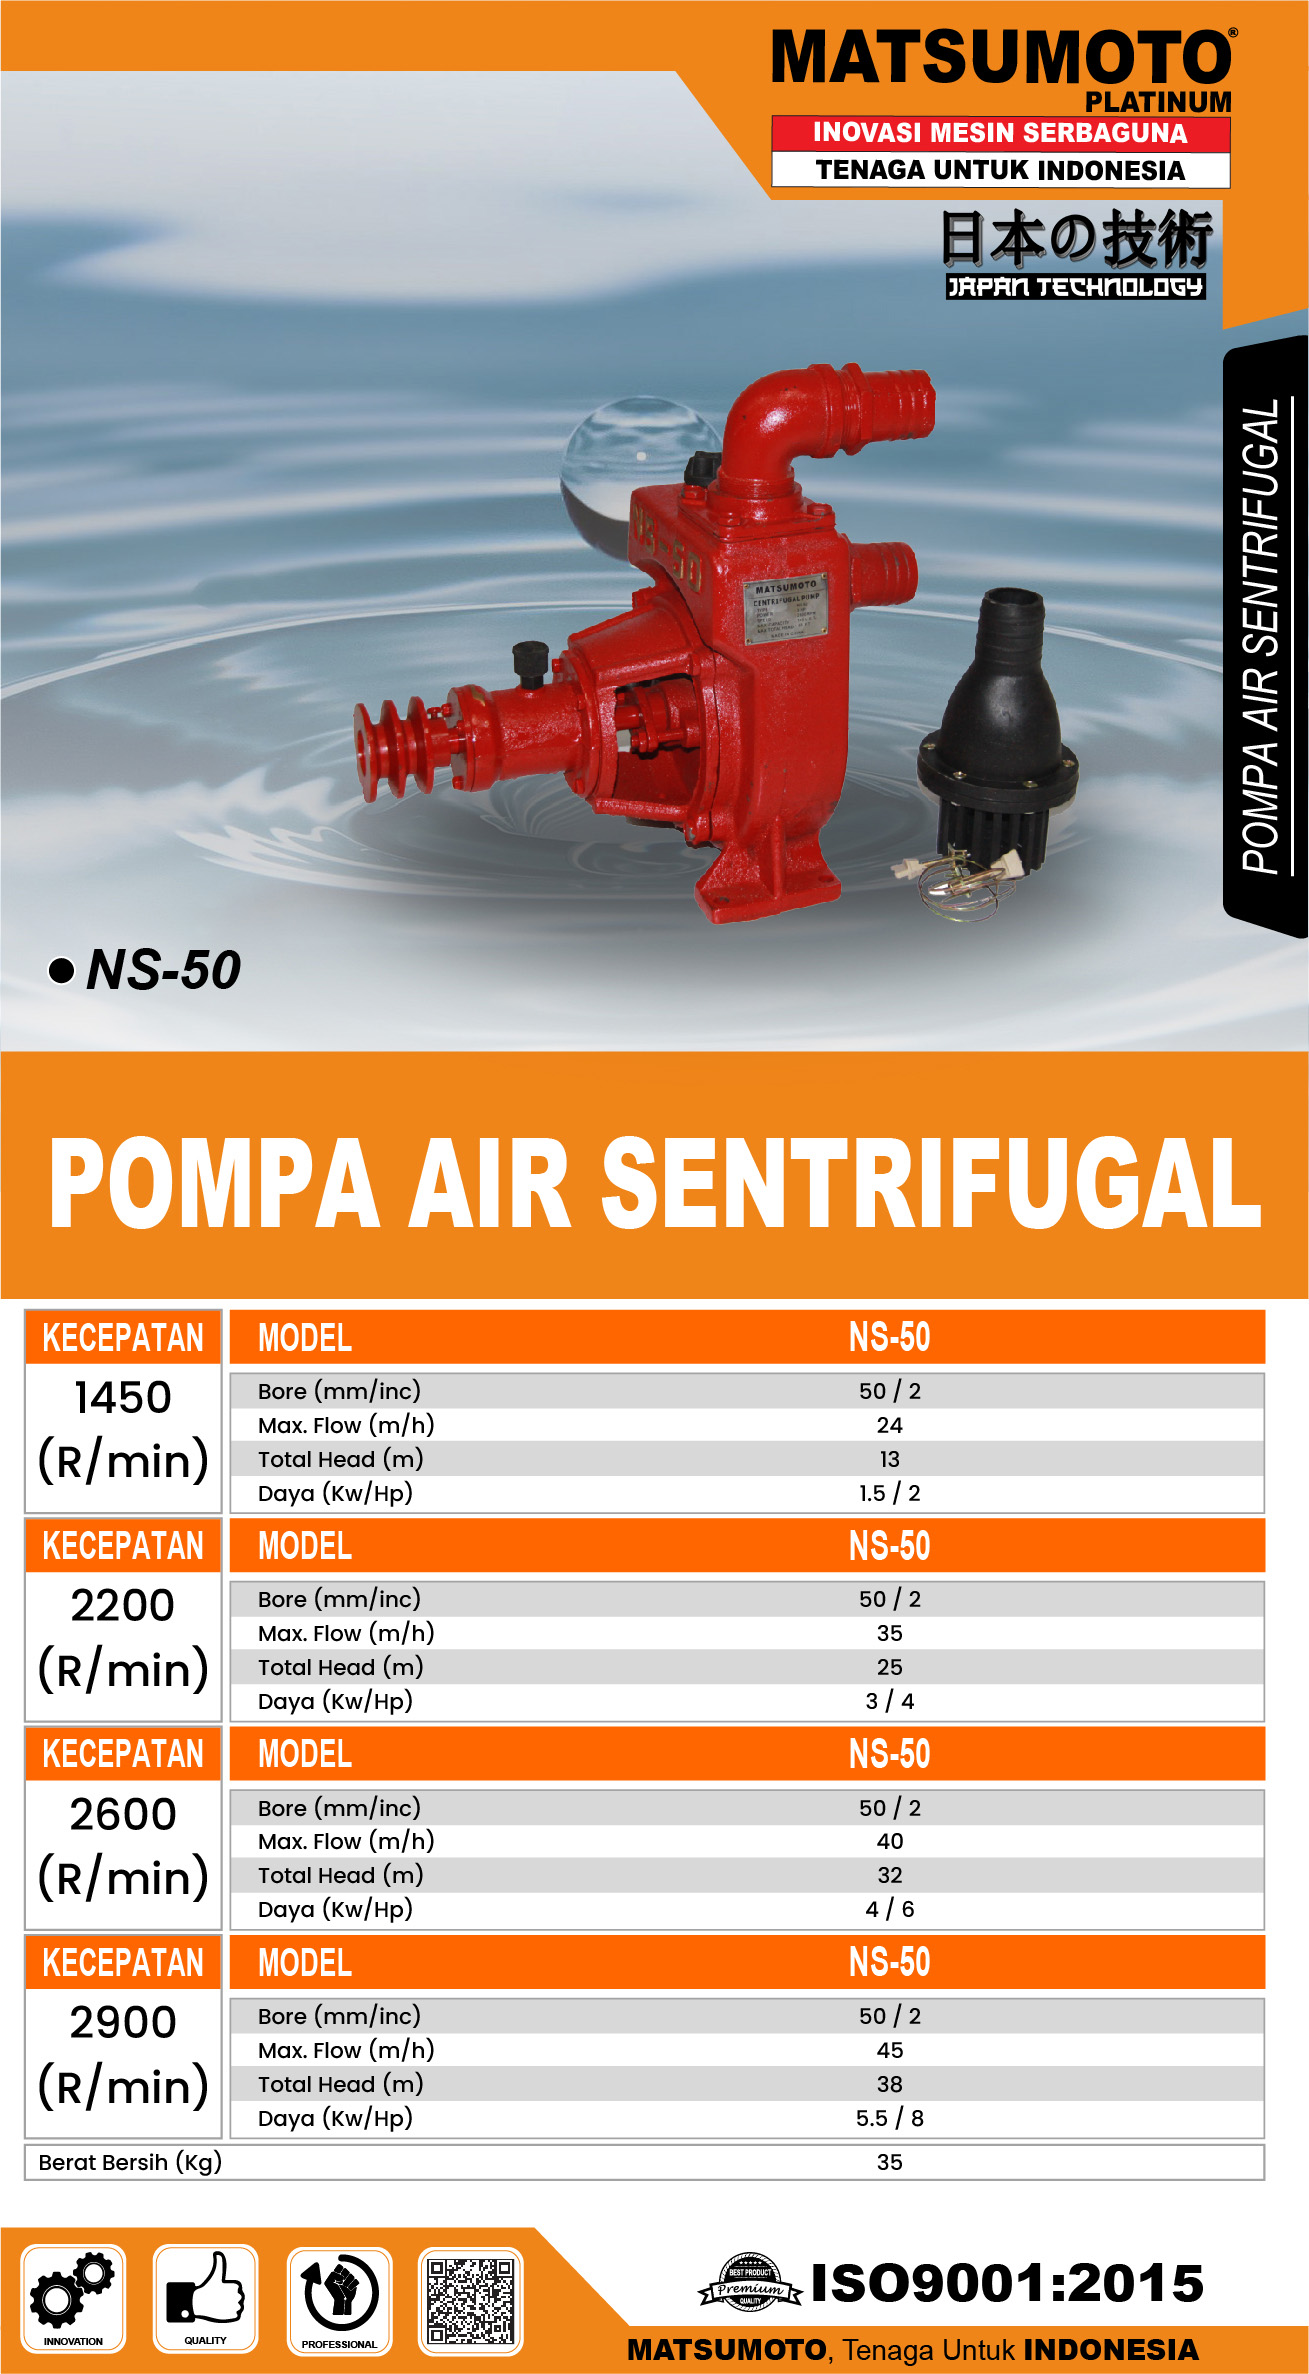 MATSUMOTO®
PLATINUM
INOVASI MESIN SERBAGUNA
TENAGA UNTUK INDONESIA
日本の技術
JAPAN TECHNOLOGY
POMPA AIR SENTRIFUGAL
NS-50
MATSUMOTO
CENTRIFUGAL PUMP
• NS-50
POMPA AIR SENTRIFUGAL
KECEPATAN MODEL NS-50
1450
(R/min)
Bore (mm/inc) 50 / 2
Max. Flow (m/h) 24
Total Head (m) 13
Daya (Kw/Hp) 1.5 / 2
KECEPATAN MODEL NS-50
2200
(R/min)
Bore (mm/inc) 50 / 2
Max. Flow (m/h) 35
Total Head (m) 25
Daya (Kw/Hp) 3 / 4
KECEPATAN MODEL NS-50
2600
(R/min)
Bore (mm/inc) 50 / 2
Max. Flow (m/h) 40
Total Head (m) 32
Daya (Kw/Hp) 4 / 6
KECEPATAN MODEL NS-50
2900
(R/min)
Bore (mm/inc) 50 / 2
Max. Flow (m/h) 45
Total Head (m) 38
Daya (Kw/Hp) 5.5 / 8
Berat Bersih (Kg) 35
INNOVATION
QUALITY
PROFESSIONAL
BEST PRODUCT
Premium
QUALITY
ISO9001:2015
MATSUMOTO, Tenaga Untuk INDONESIA